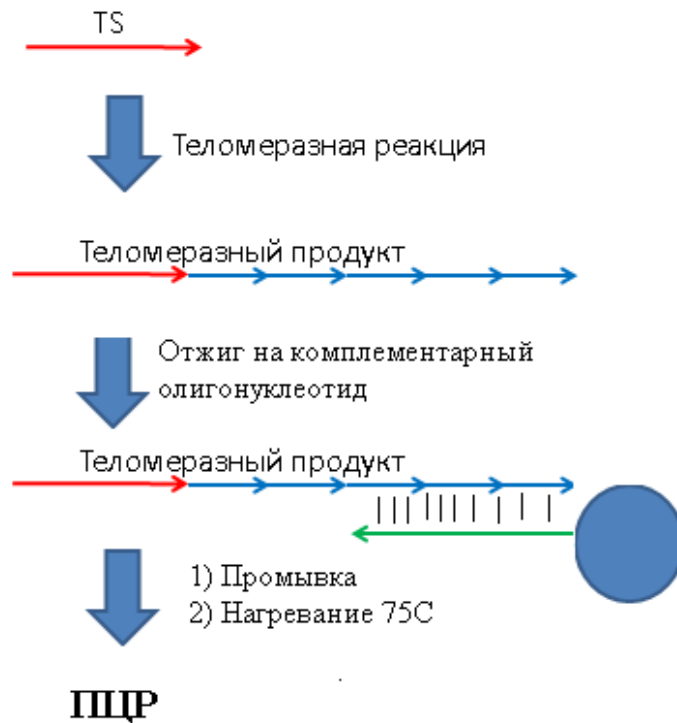 TS
Теломеразная реакция
Теломеразный продукт
Отжиг на комплементарный
олигонуклеотид
Теломеразный продукт
1) Промывка
2) Нагревание 75С
ПЦР